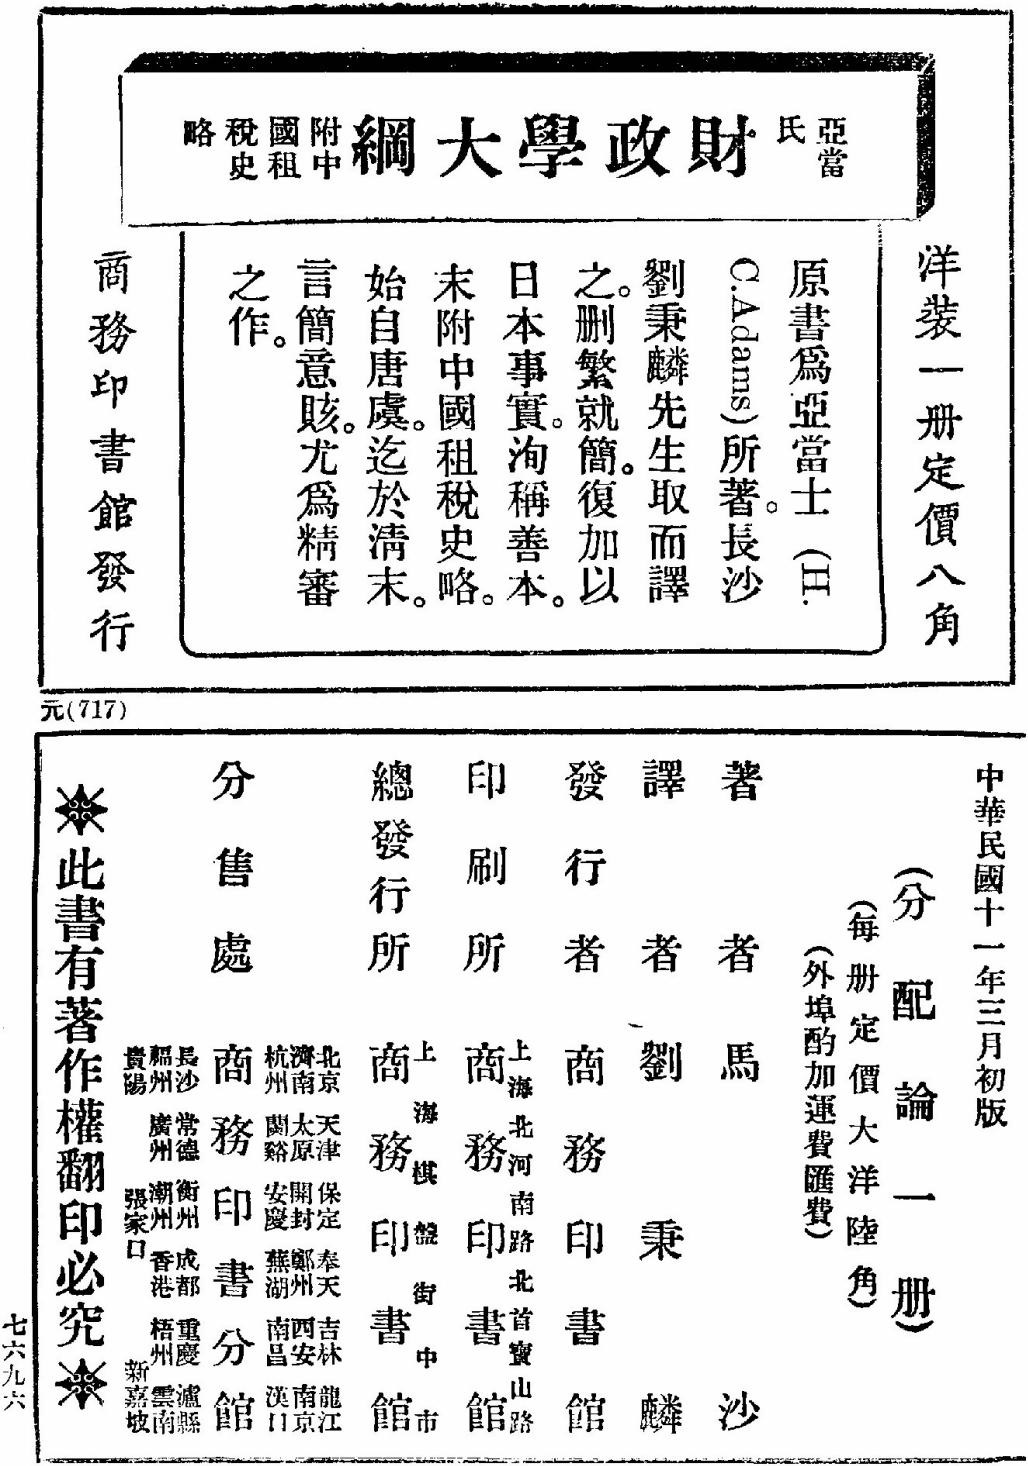 亞當氏財政學大綱附中國租稅史略
洋裝一册定價八角
原書爲亞當士(H.
C.Adams)所著。長沙
劉秉麟先生取而譯
之。删繁就簡。復加以
日本事實。洵稱善本。
末附中國租稅史略。
始自唐虞。迄於淸末。
言簡意賅。尤爲精審
之作。
商務印書館發行
元(717)
中華民國十一年三月初版
(分配論一册)
(每册定價大洋陸角)
(外埠酌加運費匯費)
著者 馬沙
譯者 劉秉麟
發行者 商務印書館
印刷所 上海北河南路北首寶山路 商務印書館
總發行所 上海棋盤街中市 商務印書館
分售處
北京 天津 保定 奉天 吉林 龍江
濟南 太原 開封 鄭州 西安 南京
杭州 蘭谿 安慶 蕪湖 南昌 漢口
商務印書分館
長沙 常德 衡州 成都 重慶 瀘縣
福州 廣州 潮州 香港 梧州 雲南
貴陽 張家口 新嘉坡
此書有著作權翻印必究
七六九六